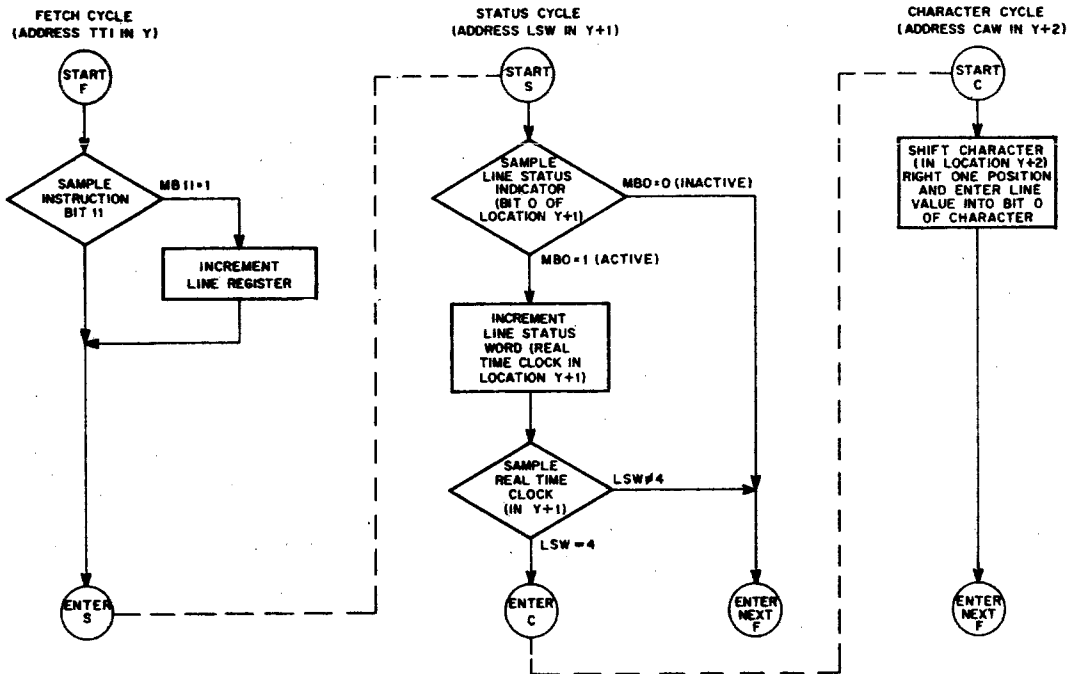 FETCH CYCLE
(ADDRESS TTI IN Y)
START
F
SAMPLE
INSTRUCTION
BIT 11
MB11=1
INCREMENT
LINE REGISTER
ENTER
S
STATUS CYCLE
(ADDRESS LSW IN Y+1)
START
S
SAMPLE
LINE STATUS
INDICATOR
(BIT 0 OF
LOCATION Y+1)
MB0=0 (INACTIVE)
MB0=1 (ACTIVE)
INCREMENT
LINE STATUS
WORD (REAL
TIME CLOCK IN
LOCATION Y+1)
SAMPLE
REAL TIME
CLOCK
(IN Y+1)
LSW≠4
LSW=4
ENTER
C
ENTER
NEXT
F
CHARACTER CYCLE
(ADDRESS CAW IN Y+2)
START
C
SHIFT CHARACTER
(IN LOCATION Y+2)
RIGHT ONE POSITION
AND ENTER LINE
VALUE INTO BIT 0
OF CHARACTER
ENTER
NEXT
F